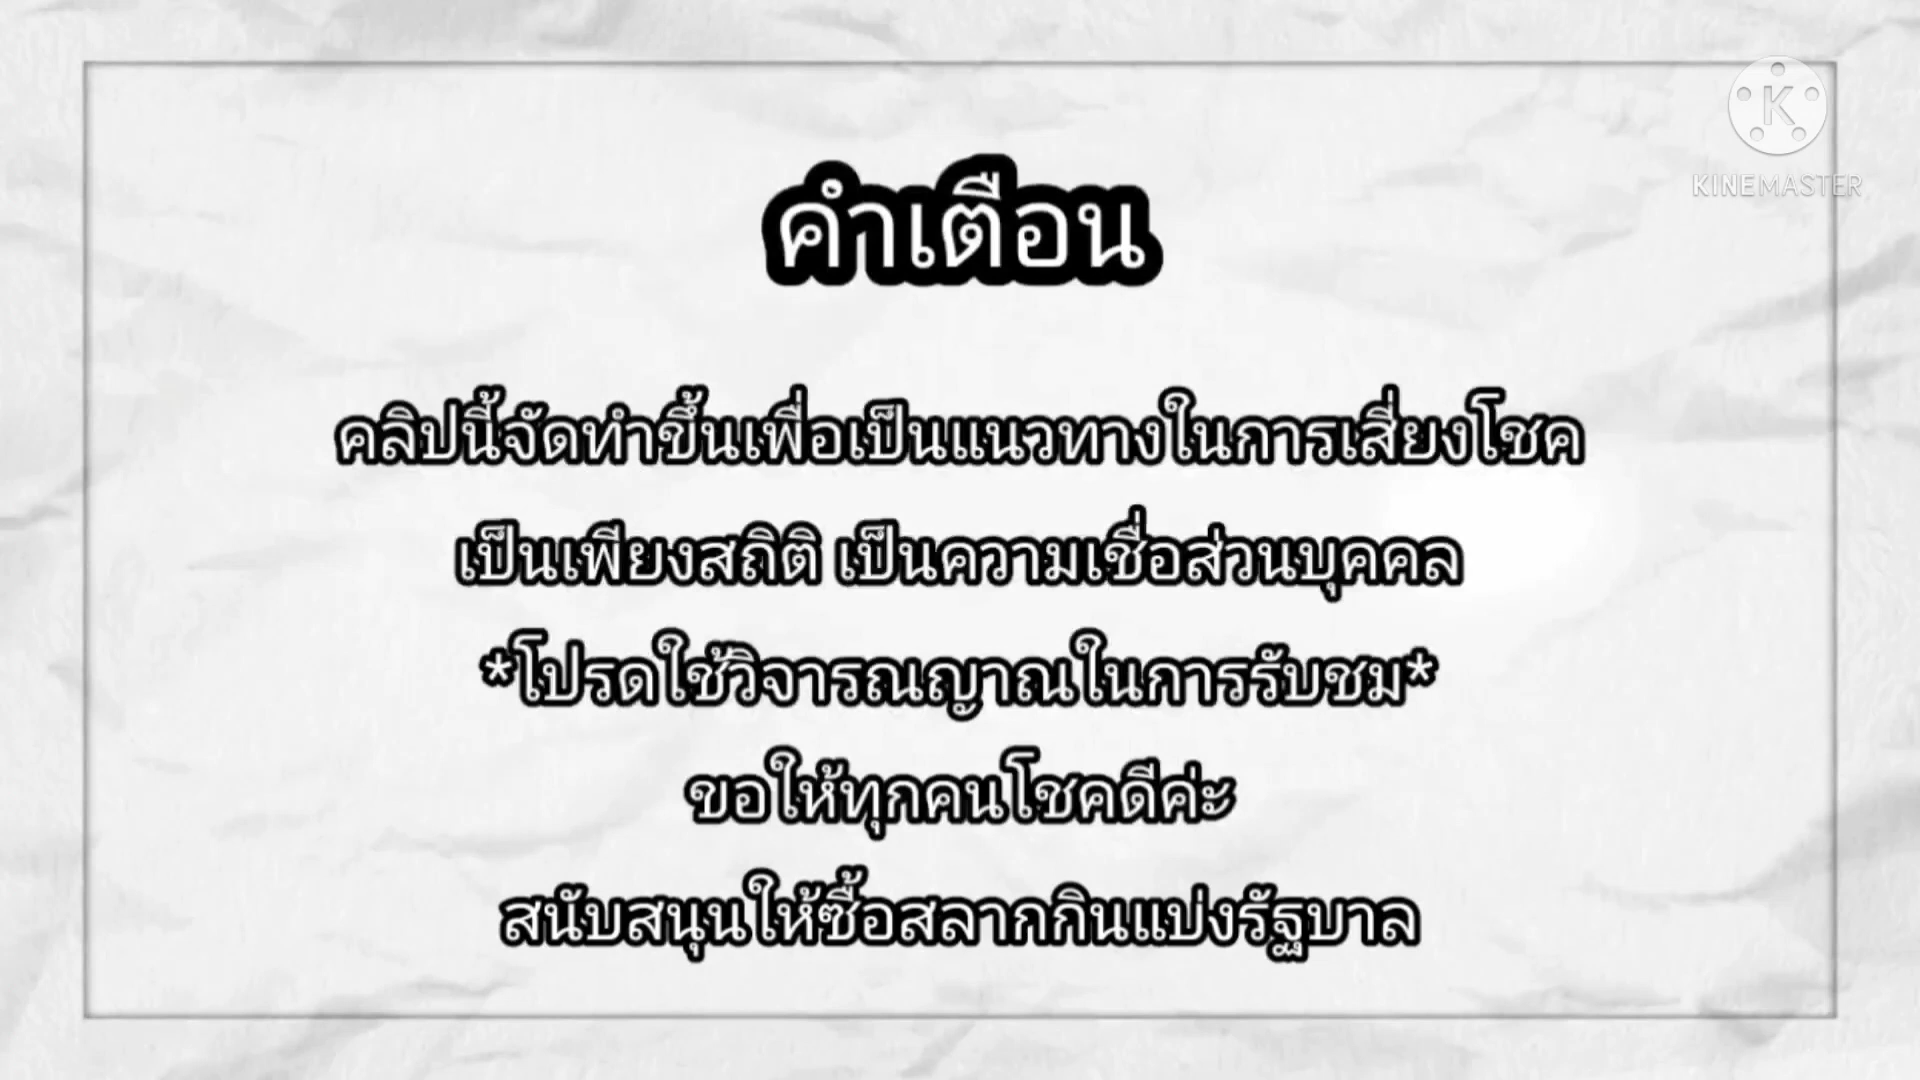 KINEMASTER
คำเตือน
คลิปนี้จัดทำขึ้นเพื่อเป็นแนวทางในการเสี่ยงโชค
เป็นเพียงสถิติ เป็นความเชื่อส่วนบุคคล
*โปรดใช้วิจารณญาณในการรับชม*
ขอให้ทุกคนโชคดีค่ะ
สนับสนุนให้ซื้อสลากกินแบ่งรัฐบาล